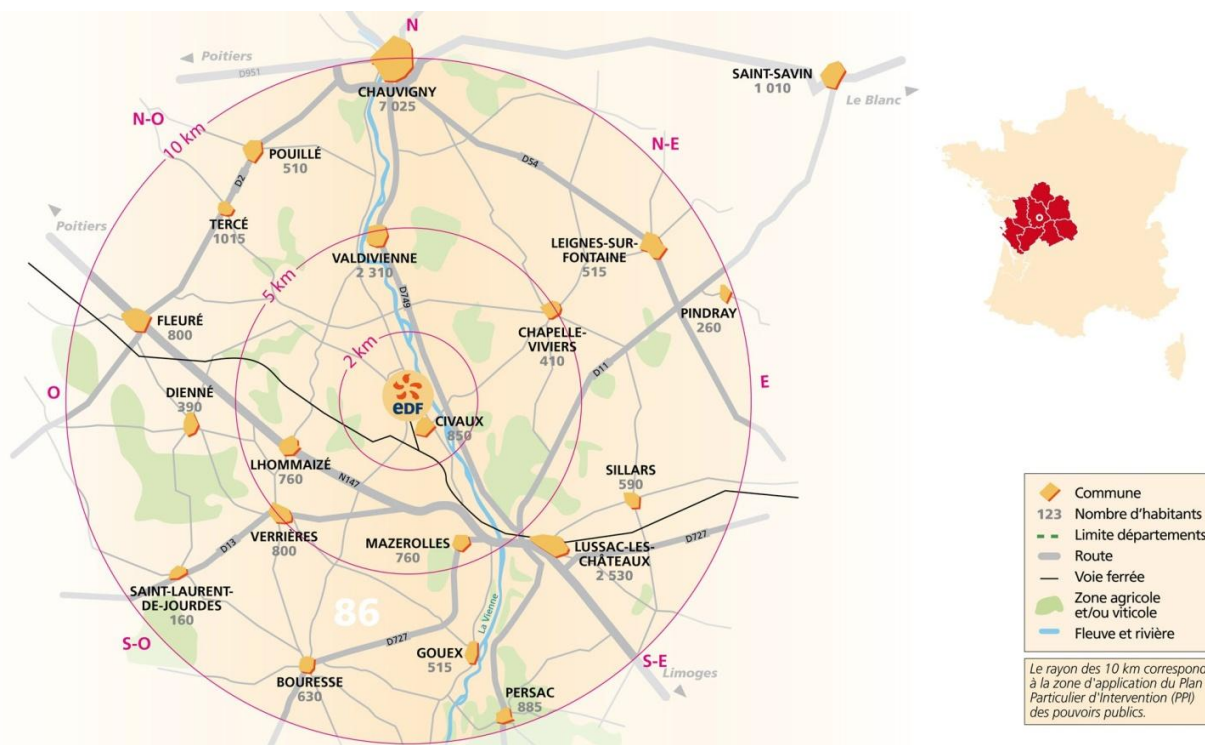 N
Poitiers
D951
CHAUVIGNY
7 025
SAINT-SAVIN
1 010
Le Blanc
N-O
10 km
N-E
POUILLÉ
510
D54
D2
TERCÉ
1015
Poitiers
VALDIVIENNE
2 310
LEIGNES-SUR-
FONTAINE
515
5 km
D749
PINDRAY
260
FLEURÉ
800
CHAPELLE-
VIVIERS
410
2 km
D11
O
E
DIENNÉ
390
eDF
CIVAUX
850
LHOMMAIZÉ
760
N147
SILLARS
590
VERRIÈRES
800
MAZEROLLES
760
LUSSAC-LES-
CHÂTEAUX
2 530
D727
D13
SAINT-LAURENT-
DE-JOURDES
160
86
La Vienne
S-O
D727
GOUEX
515
S-E
Limoges
BOURESSE
630
PERSAC
885
Commune
123 Nombre d'habitants
Limite départements
Route
Voie ferrée
Zone agricole
et/ou viticole
Fleuve et rivière
Le rayon des 10 km correspond
à la zone d'application du Plan
Particulier d'Intervention (PPI)
des pouvoirs publics.